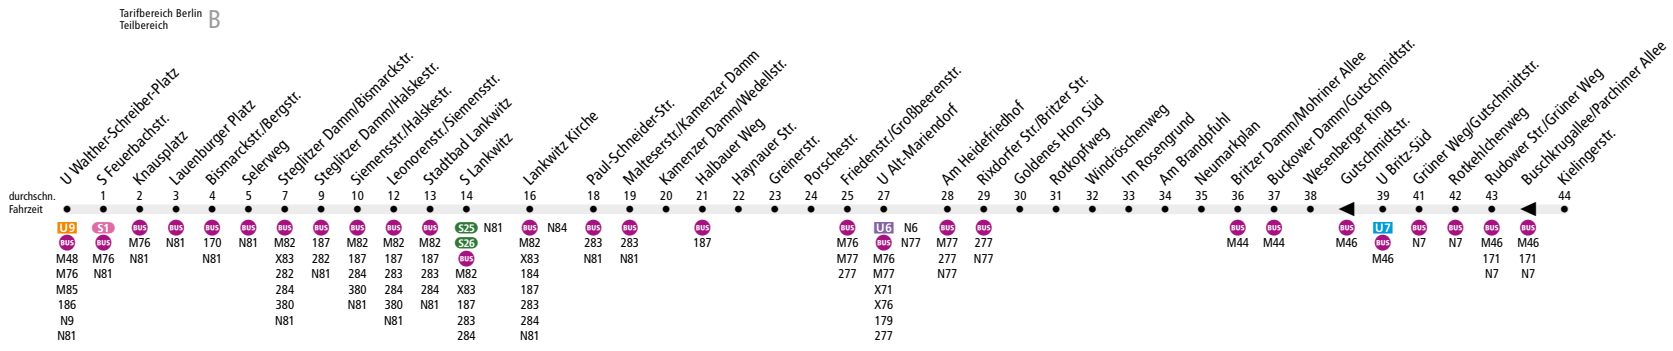 Tarifbereich Berlin
Teilbereich B
U Walther-Schreiber-Platz
S Feuerbachstr.
Knausplatz
Lauenburger Platz
Bismarckstr./Bergstr.
Selerweg
Steglitzer Damm/Bismarckstr.
Steglitzer Damm/Halskestr.
Siemensstr./Halskestr.
Leonorenstr./Siemensstr.
Stadtbad Lankwitz
S Lankwitz
Lankwitz Kirche
Paul-Schneider-Str.
Malteserstr./Kamenzer Damm
Kamenzer Damm/Wedellstr.
Halbauer Weg
Haynauer Str.
Greinerstr.
Porschestr.
Friedenstr./Großbeerenstr.
U Alt-Mariendorf
Am Heidefriedhof
Rixdorfer Str./Britzer Str.
Goldenes Horn Süd
Rotkopfweg
Windröschenweg
Im Rosengrund
Am Brandpfuhl
Neumarkplan
Britzer Damm/Mohriner Allee
Buckower Damm/Gutschmidtstr.
Wesenberger Ring
Gutschmidtstr.
U Britz-Süd
Grüner Weg/Gutschmidtstr.
Rotkehlchenweg
Rudower Str./Grüner Weg
Buschkrugallee/Parchimer Allee
Kielingerstr.
durchschn. 1 2 3 4 5 7 9 10 12 13 14 16 18 19 20 21 22 23 24 25 27 28 29 30 31 32 33 34 35 36 37 38 39 41 42 43 44
Fahrzeit
U9 S1 BUS BUS BUS BUS BUS BUS BUS BUS BUS S25 N81 BUS N84 BUS BUS BUS BUS U6 N6 BUS BUS BUS BUS BUS U7 BUS BUS BUS BUS
BUS BUS M76 N81 170 N81 M82 187 M82 M82 M82 S26 M82 283 283 187 M76 BUS N77 M77 277 M44 M44 M46 BUS N7 N7 M46 M46
M48 M76 N81 N81 X83 282 187 187 187 BUS X83 N81 N81 M77 M76 277 N77 M46 171 171
M76 N81 282 N81 284 283 283 M82 184 277 M77 N77 N7 N7
M85 284 380 284 284 X83 187 X71
186 380 N81 380 N81 187 283 X76
N9 N81 N81 283 284 179
N81 284 N81 277